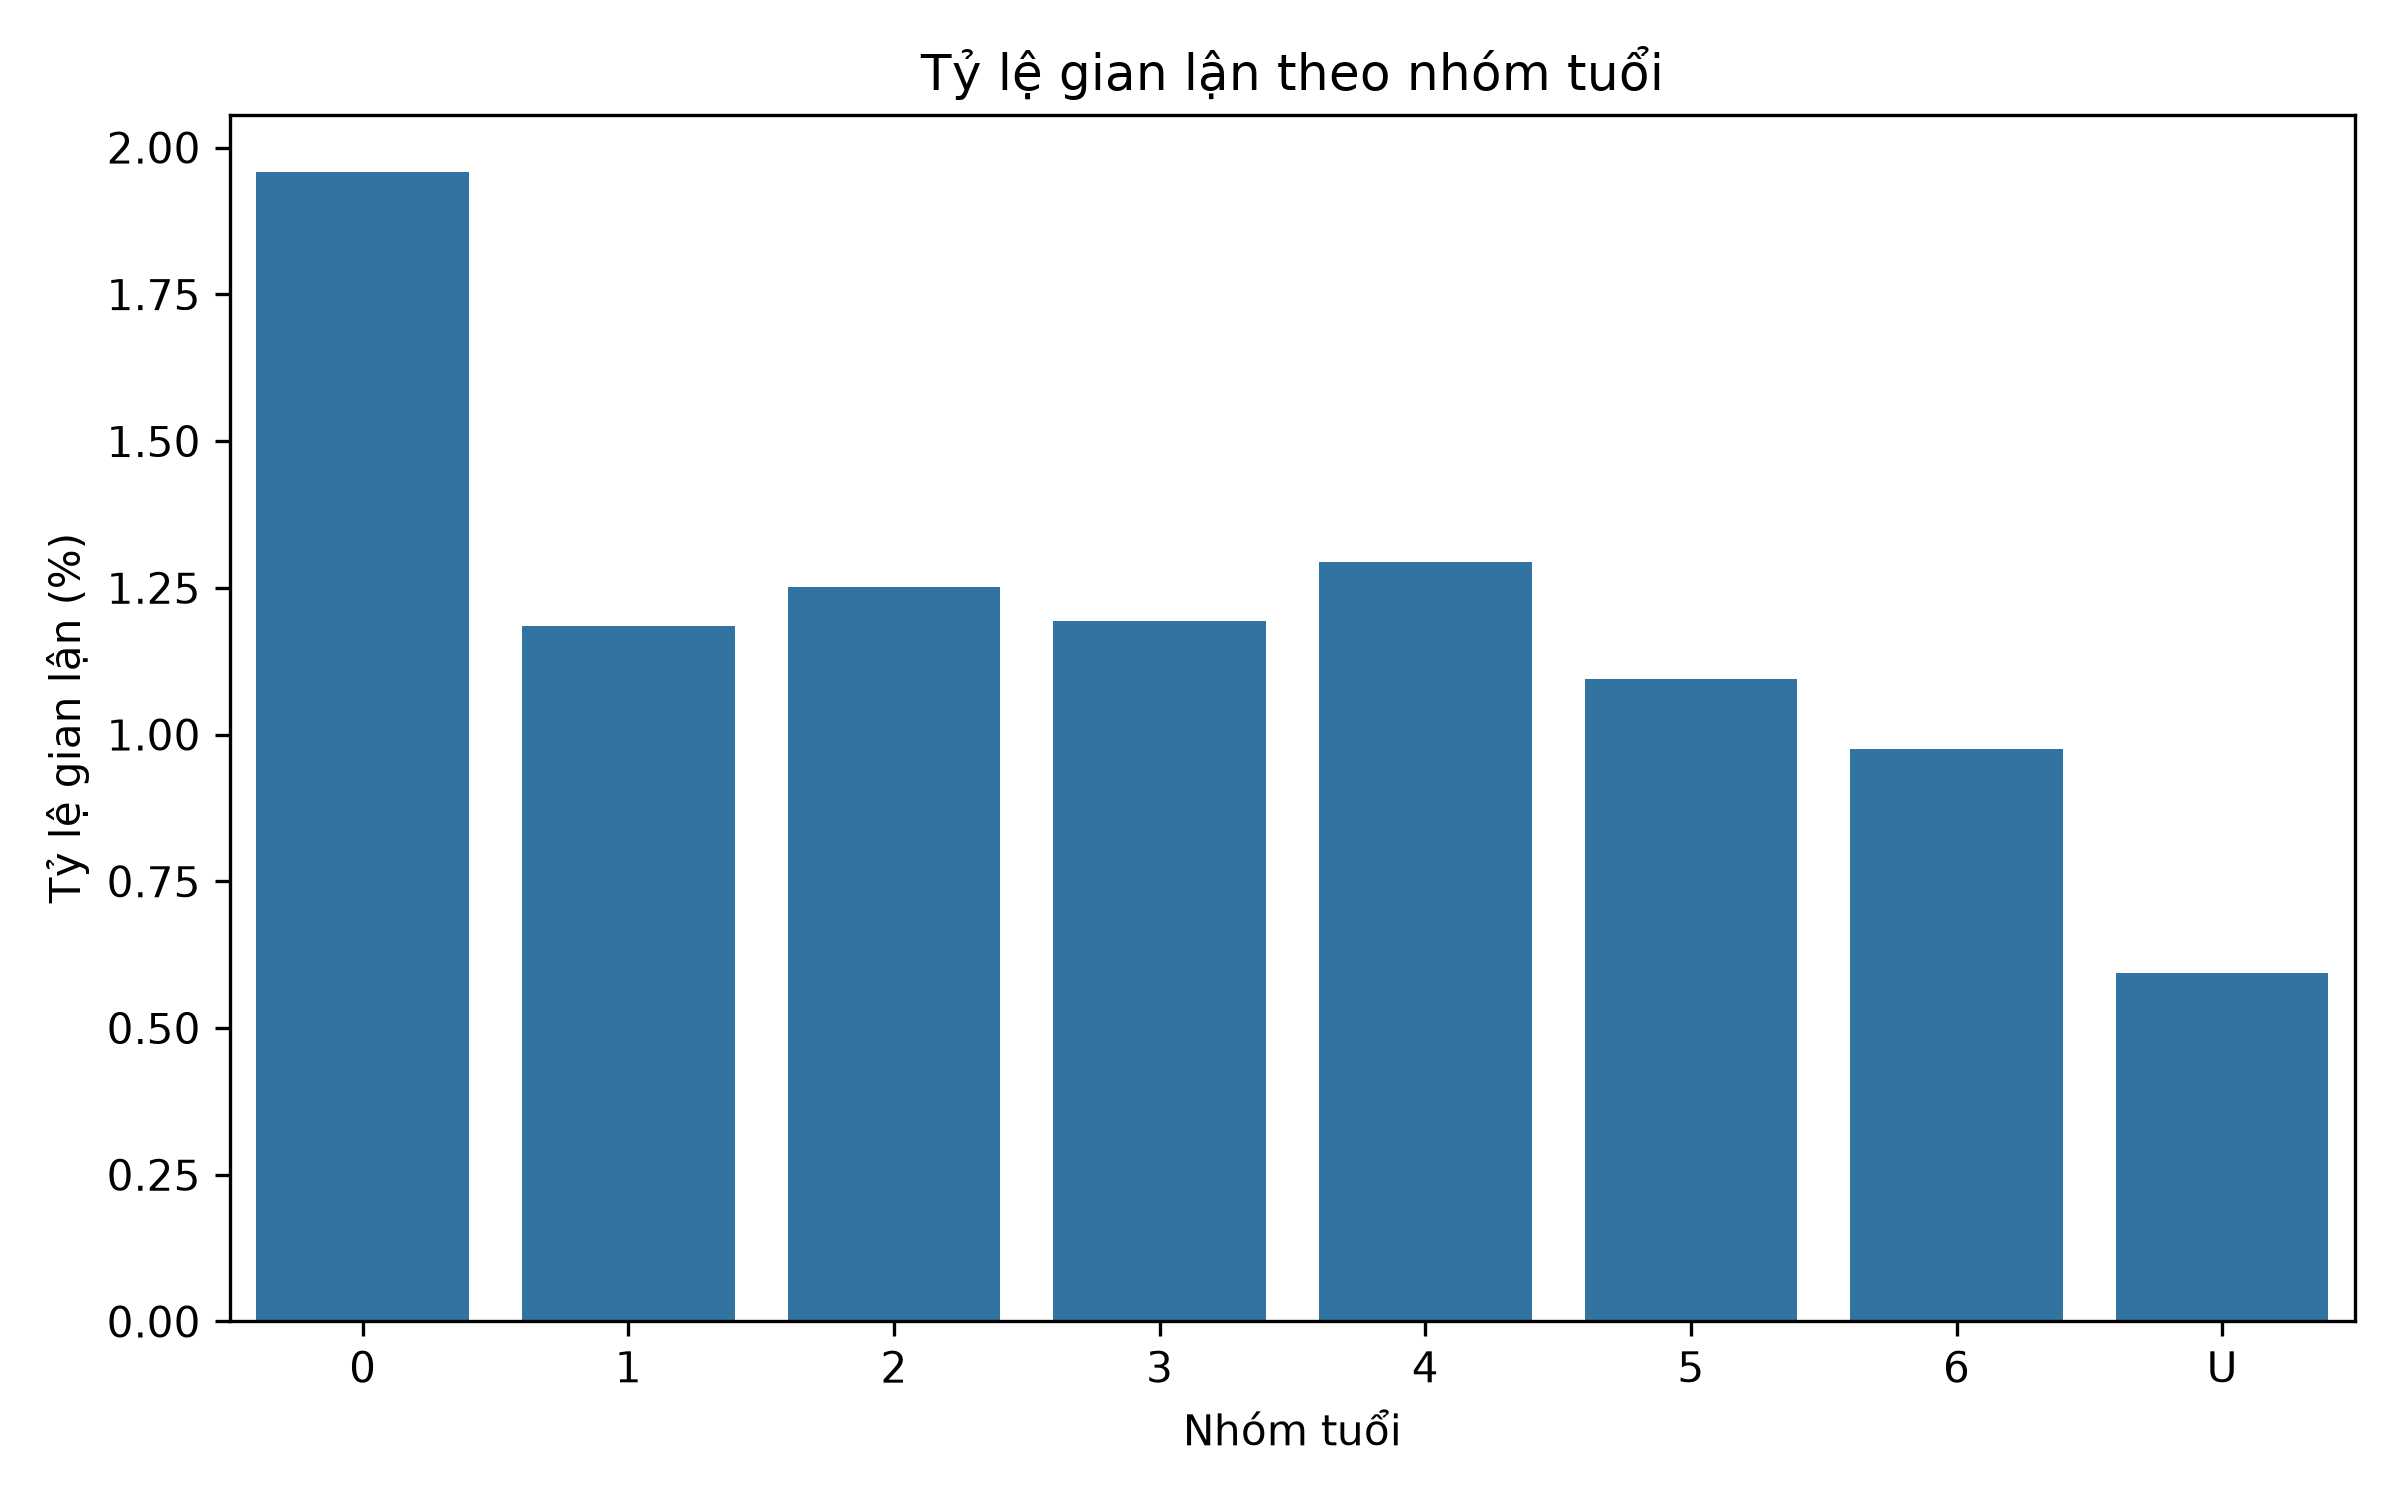 Tỷ lệ gian lận theo nhóm tuổi
Tỷ lệ gian lận (%)
2.00
1.75
1.50
1.25
1.00
0.75
0.50
0.25
0.00
0 1 2 3 4 5 6 U
Nhóm tuổi